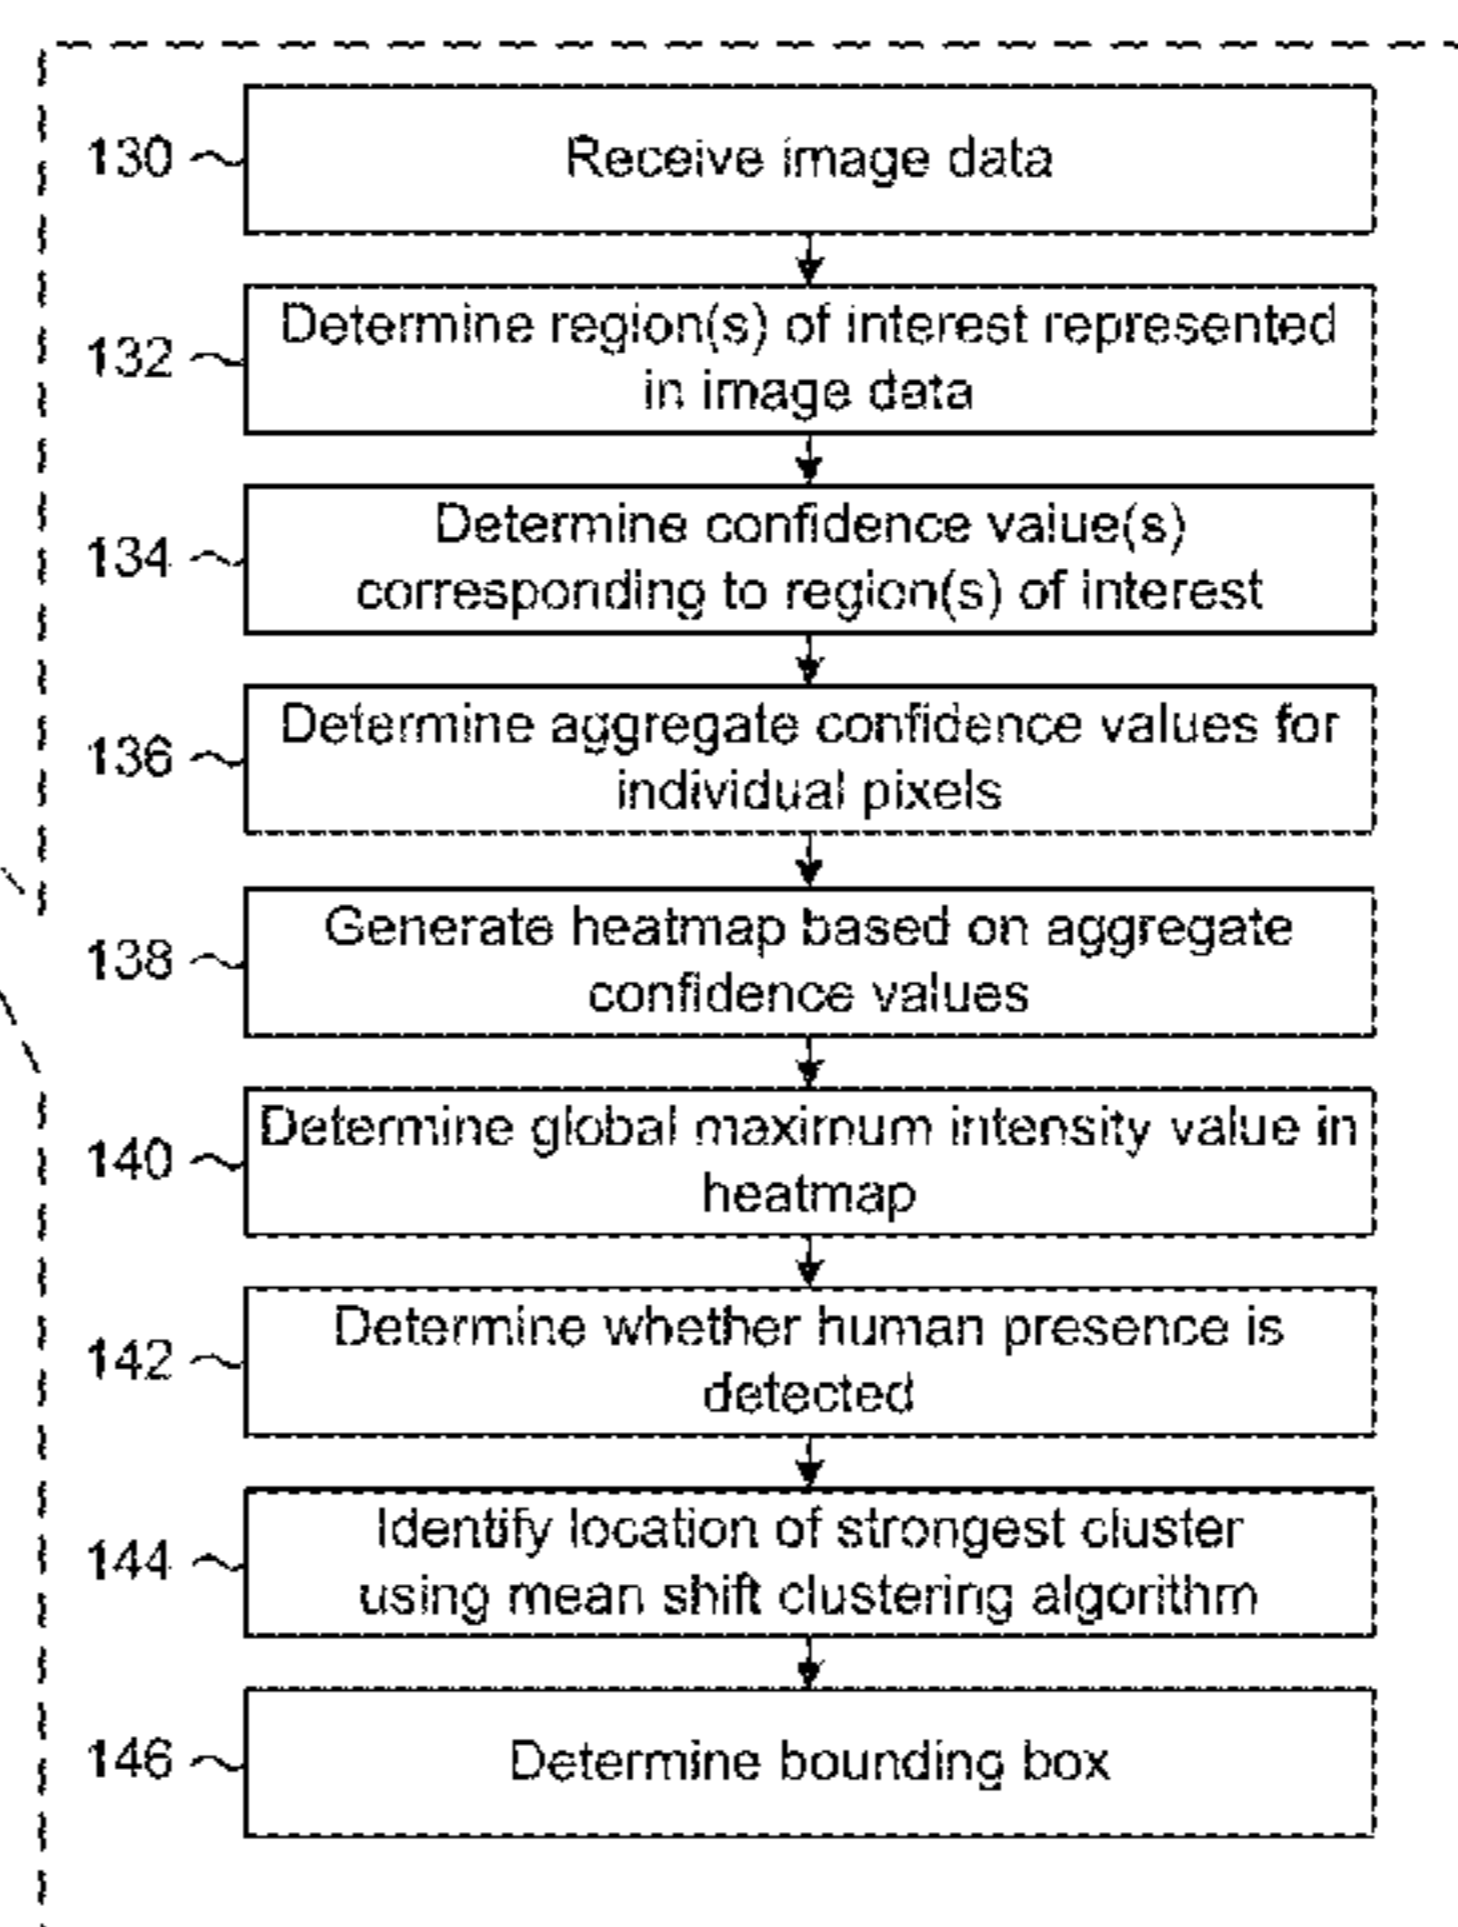 130 Receive image data
Determine region(s) of interest represented
132
in image data
Determine confidence value(s)
134
corresponding to region(s) of interest
Determine aggregate confidence values for
136
individual pixels
Generate heatmap based on aggregate
138
confidence values
Determine global maximum intensity value in
140
heatmap
Determine whether human presence is
142
detected
Identify location of strongest cluster
144
using mean shift clustering algorithm
146 Determine bounding box